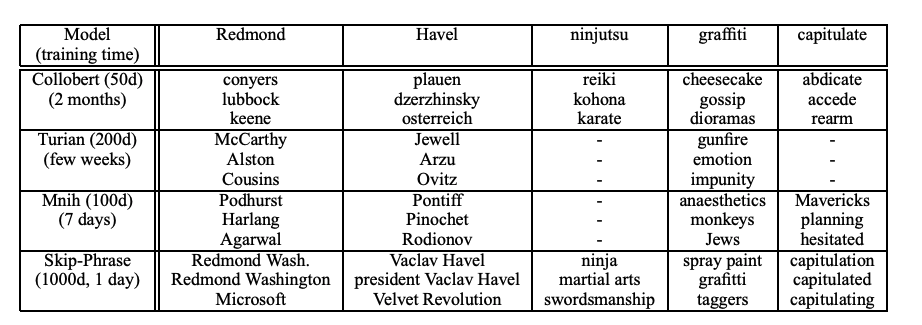 Model Redmond Havel ninjutsu graffiti capitulate
(training time)
Collobert (50d) conyers plauen reiki cheesecake abdicate
(2 months) lubbock dzerzhinsky kohona gossip accede
keene osterreich karate dioramas rearm
Turian (200d) McCarthy Jewell - gunfire -
(few weeks) Alston Arzu - emotion -
Cousins Ovitz - impunity -
Mnih (100d) Podhurst Pontiff - anaesthetics Mavericks
(7 days) Harlang Pinochet - monkeys planning
Agarwal Rodionov - Jews hesitated
Skip-Phrase Redmond Wash. Vaclav Havel ninja spray paint capitulation
(1000d, 1 day) Redmond Washington president Vaclav Havel martial arts grafitti capitulated
Microsoft Velvet Revolution swordsmanship taggers capitulating